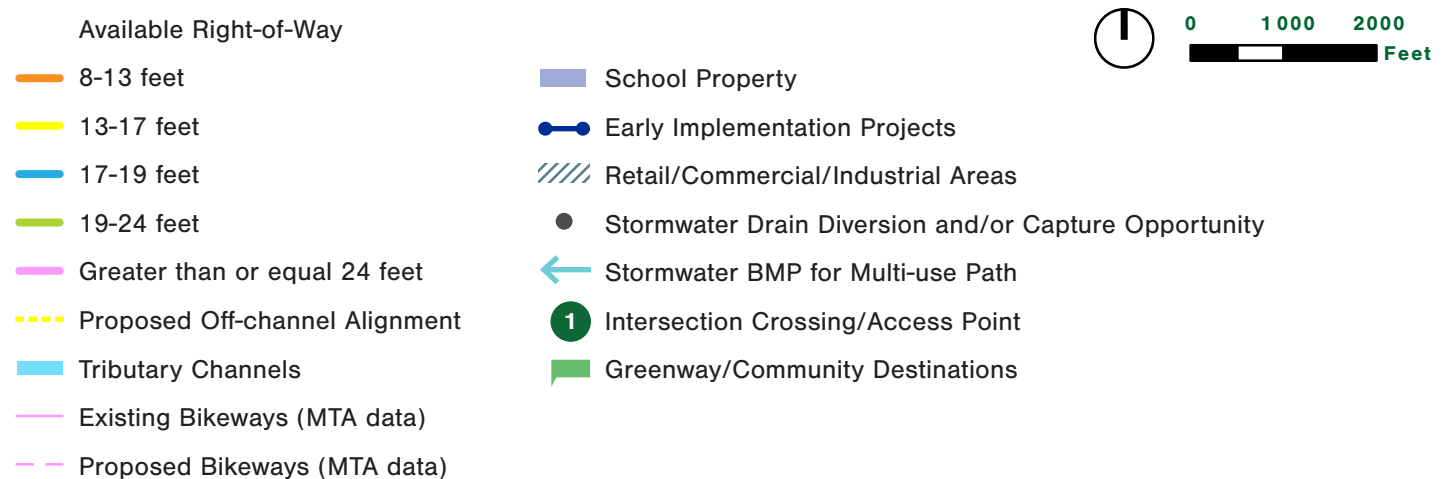 Available Right-of-Way
8-13 feet
13-17 feet
17-19 feet
19-24 feet
Greater than or equal 24 feet
Proposed Off-channel Alignment
Tributary Channels
Existing Bikeways (MTA data)
Proposed Bikeways (MTA data)
School Property
Early Implementation Projects
Retail/Commercial/Industrial Areas
Stormwater Drain Diversion and/or Capture Opportunity
Stormwater BMP for Multi-use Path
1 Intersection Crossing/Access Point
Greenway/Community Destinations
0 1000 2000
Feet